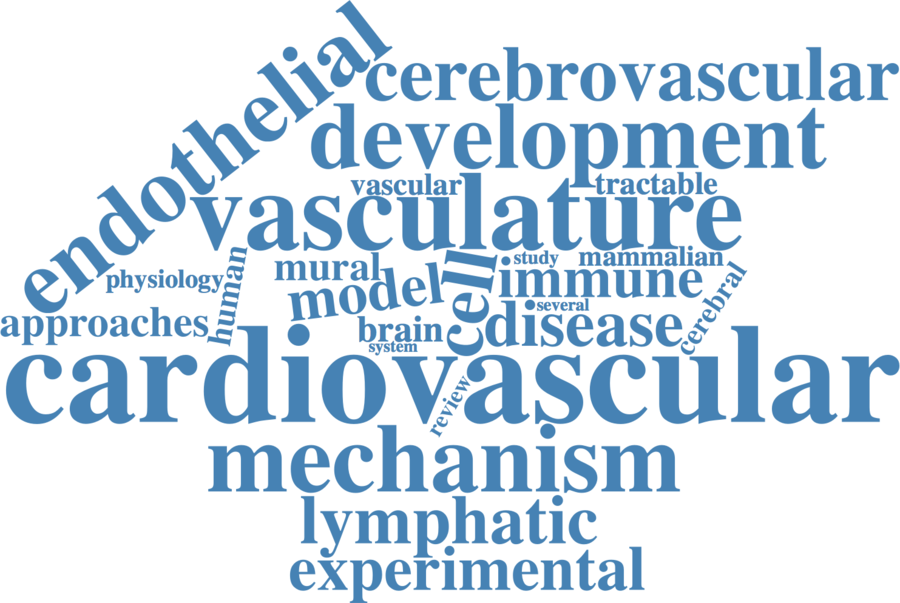 endothelial
cerebrovascular
development
vascular
tractable
vasculature
study
mammalian
physiology
human
mural
cell
immune
model
cerebral
several
approaches
brain
disease
system
cardiovascular
review
mechanism
lymphatic
experimental